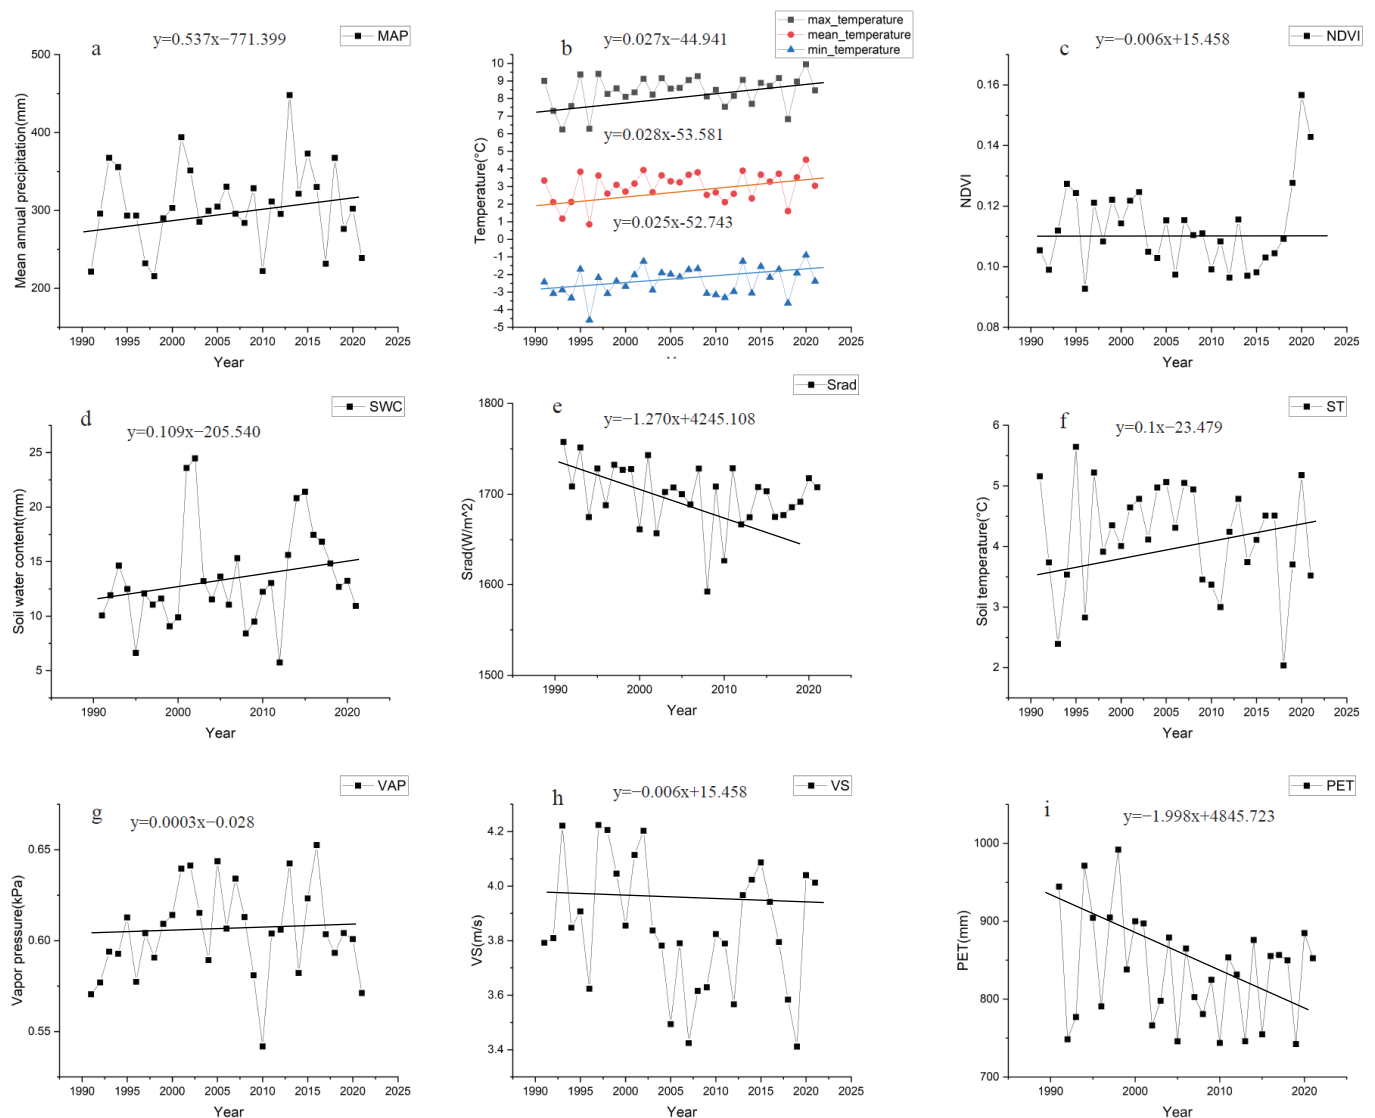 a
y=0.537x−771.399
MAP
Mean annual precipitation(mm)
500
400
300
200
1990 1995 2000 2005 2010 2015 2020 2025
Year
b
y=0.027x−44.941
max_temperature
mean_temperature
min_temperature
y=0.028x-53.581
y=0.025x-52.743
Temperature(°C)
10
9
8
7
6
5
4
3
2
1
0
-1
-2
-3
-4
-5
1990 1995 2000 2005 2010 2015 2020 2025
c
y=−0.006x+15.458
NDVI
NDVI
0.16
0.14
0.12
0.10
0.08
1990 1995 2000 2005 2010 2015 2020 2025
Year
d
SWC
y=0.109x−205.540
Soil water content(mm)
25
20
15
10
5
1990 2000 2010 2020
Year
e
Srad
y=−1.270x+4245.108
Srad(W/m^2)
1800
1700
1600
1500
1990 2000 2010 2020
Year
f
ST
y=0.1x−23.479
Soil temperature(°C)
6
5
4
3
2
1990 1995 2000 2005 2010 2015 2020 2025
Year
g
VAP
y=0.0003x−0.028
Vapor pressure(kPa)
0.65
0.60
0.55
1990 1995 2000 2005 2010 2015 2020 2025
Year
h
y=−0.006x+15.458
VS
VS(m/s)
4.2
4.0
3.8
3.6
3.4
1990 1995 2000 2005 2010 2015 2020 2025
Year
i
PET
y=−1.998x+4845.723
PET(mm)
1000
900
800
700
1990 2000 2010 2020
Year